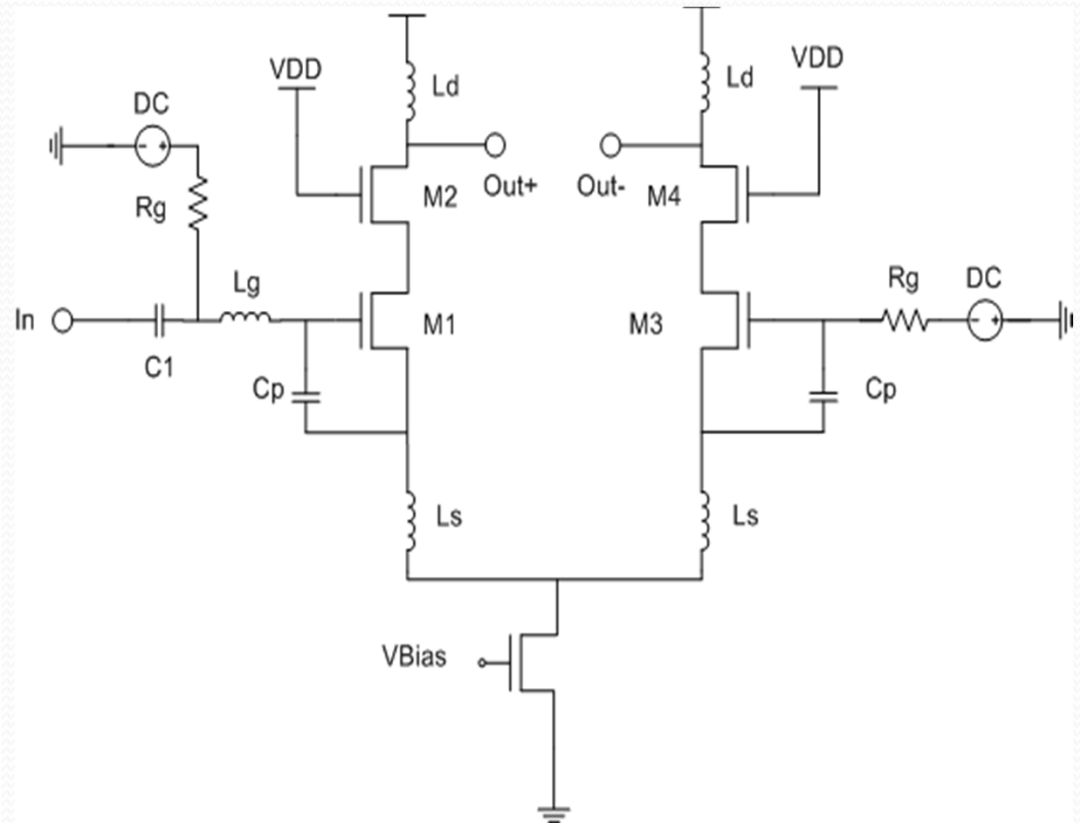 VDD
VDD
Ld
Ld
DC
Rg
M2
Out+
Out-
M4
Lg
Rg
DC
In
M1
M3
C1
Cp
Cp
Ls
Ls
VBias